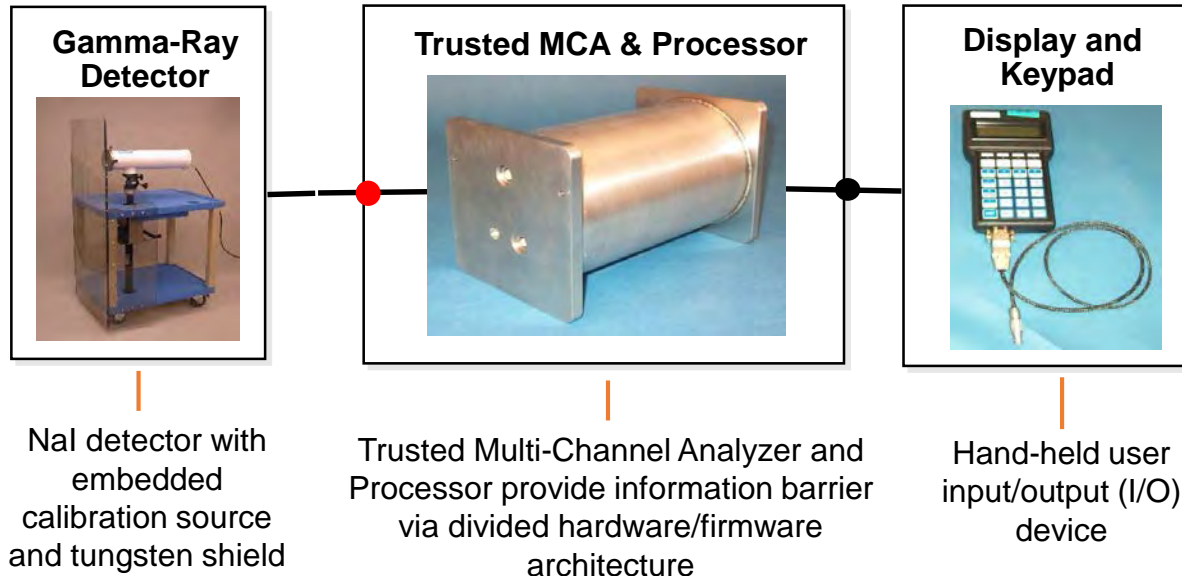 Gamma-Ray
Detector
Trusted MCA & Processor
Display and
Keypad
NaI detector with
embedded
calibration source
and tungsten shield
Trusted Multi-Channel Analyzer and
Processor provide information barrier
via divided hardware/firmware
architecture
Hand-held user
input/output (I/O)
device